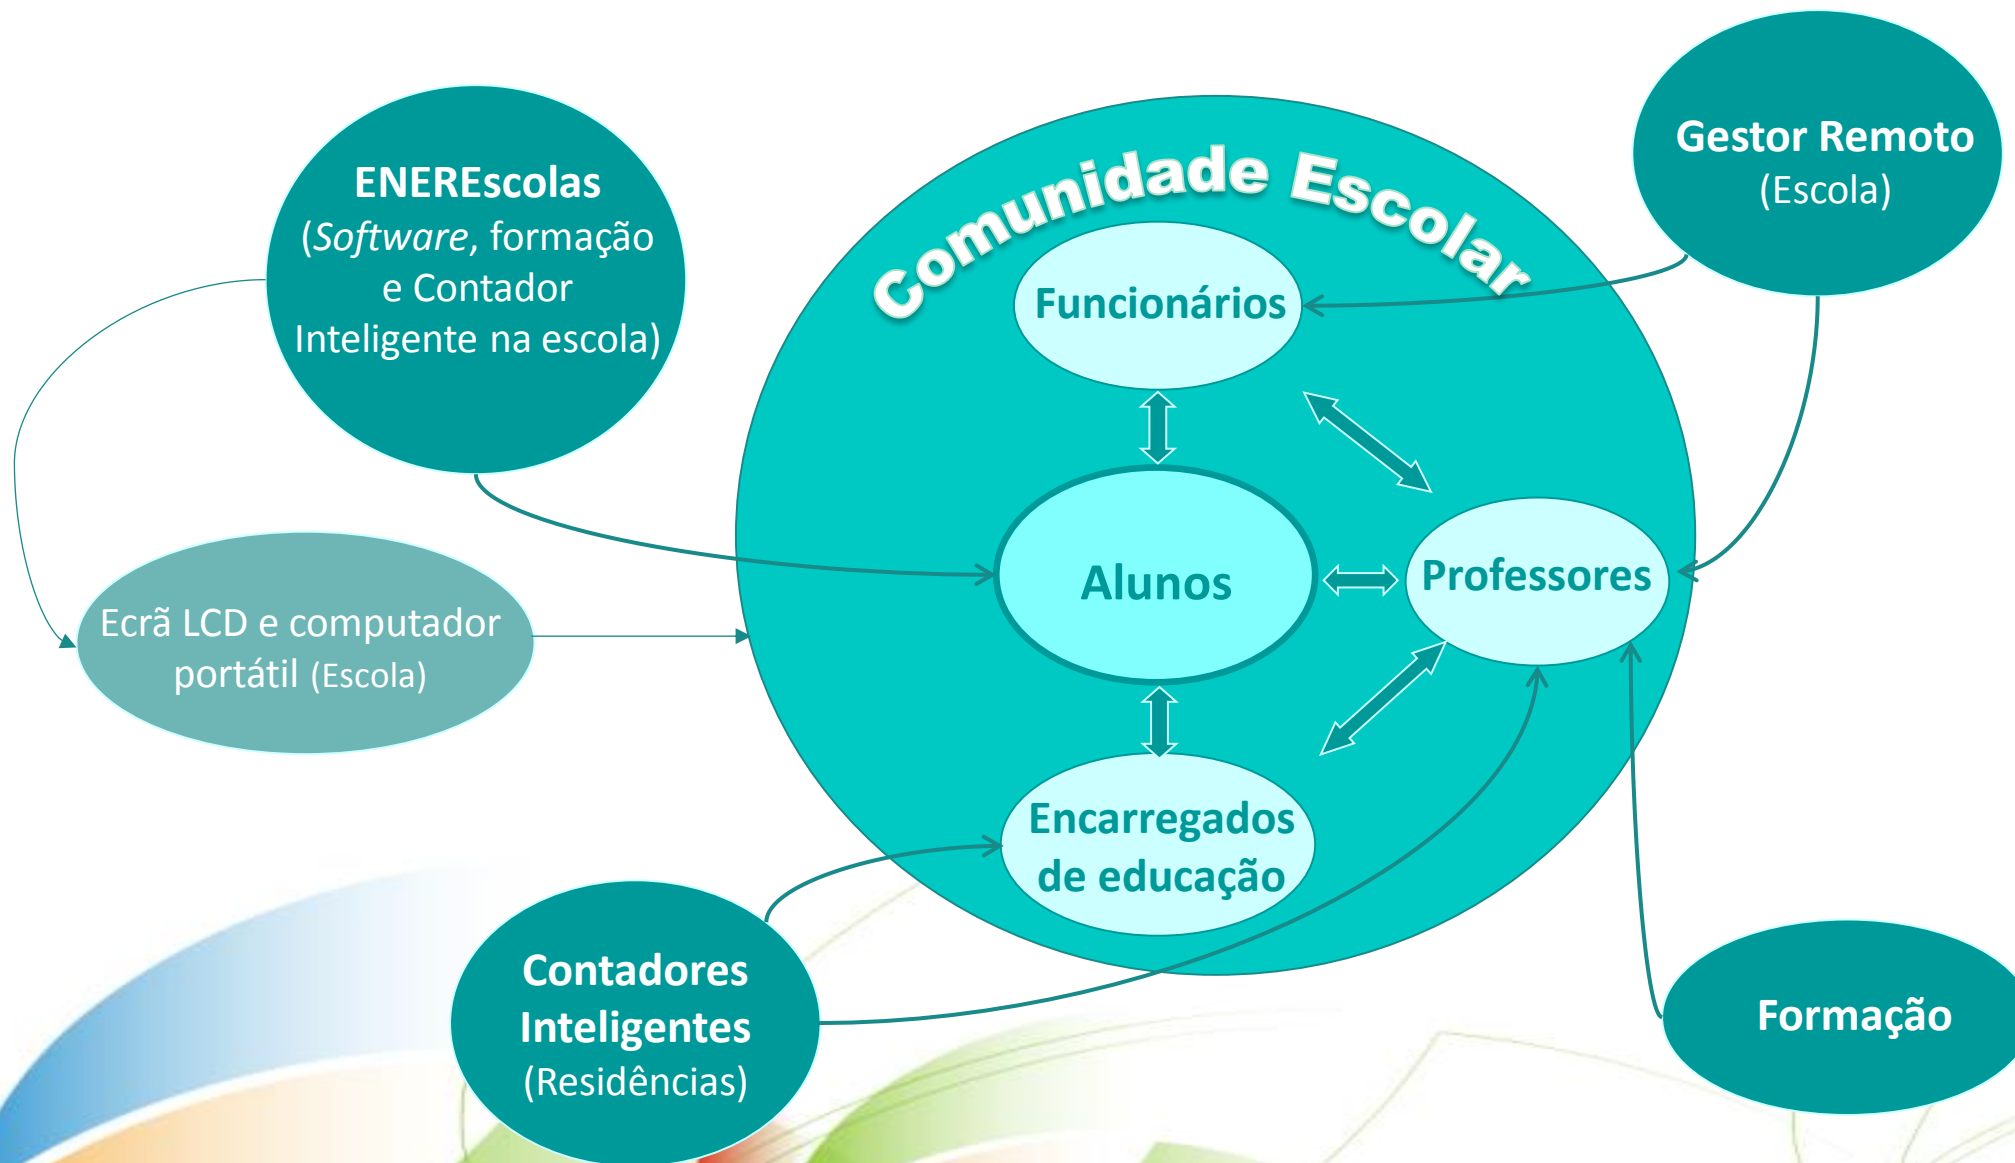 Gestor Remoto
(Escola)
Comunidade Escolar
ENEREscolas
(Software, formação
e Contador
Inteligente na escola)
Funcionários
Alunos
Professores
Ecrã LCD e computador
portátil (Escola)
Encarregados
de educação
Contadores
Inteligentes
(Residências)
Formação